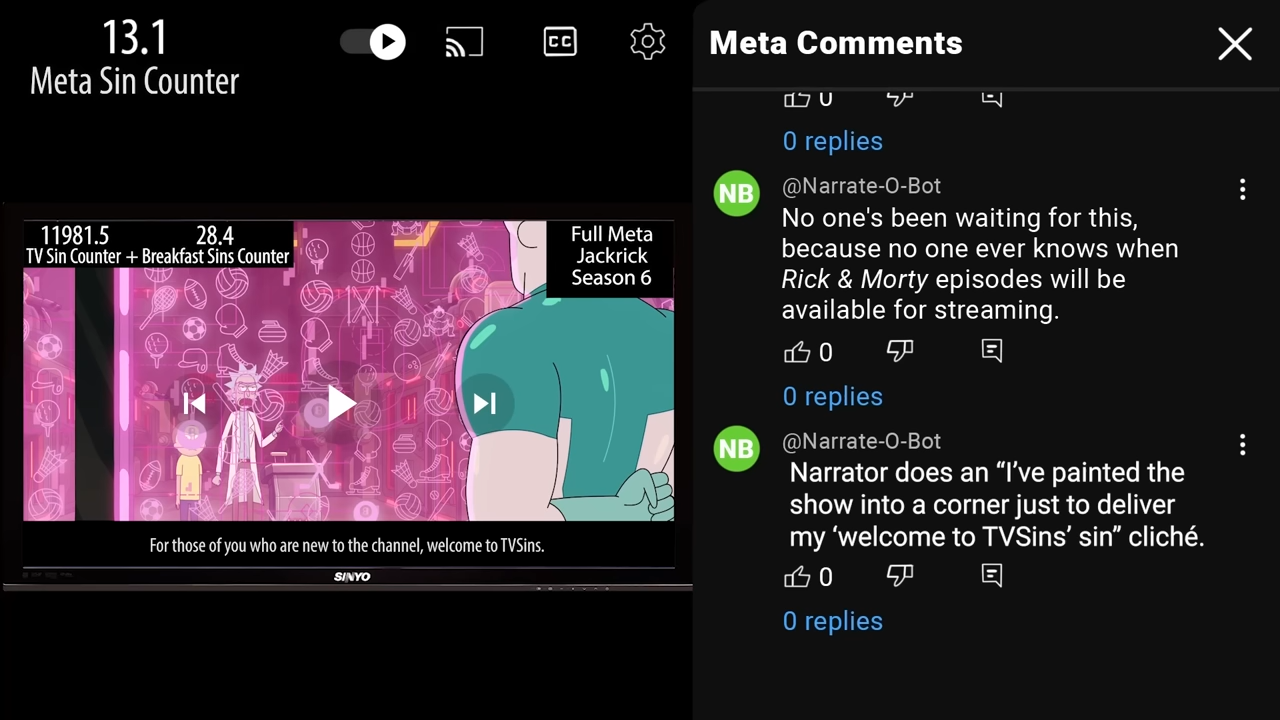 13.1
Meta Sin Counter
CC
11981.5 28.4
TV Sin Counter + Breakfast Sins Counter
Full Meta
Jackrick
Season 6
For those of you who are new to the channel, welcome to TVSins.
SINYO
Meta Comments
0
0 replies
NB
@Narrate-O-Bot
No one's been waiting for this,
because no one ever knows when
Rick & Morty episodes will be
available for streaming.
0
0 replies
NB
@Narrate-O-Bot
Narrator does an “I’ve painted the
show into a corner just to deliver
my ‘welcome to TVSins’ sin” cliché.
0
0 replies